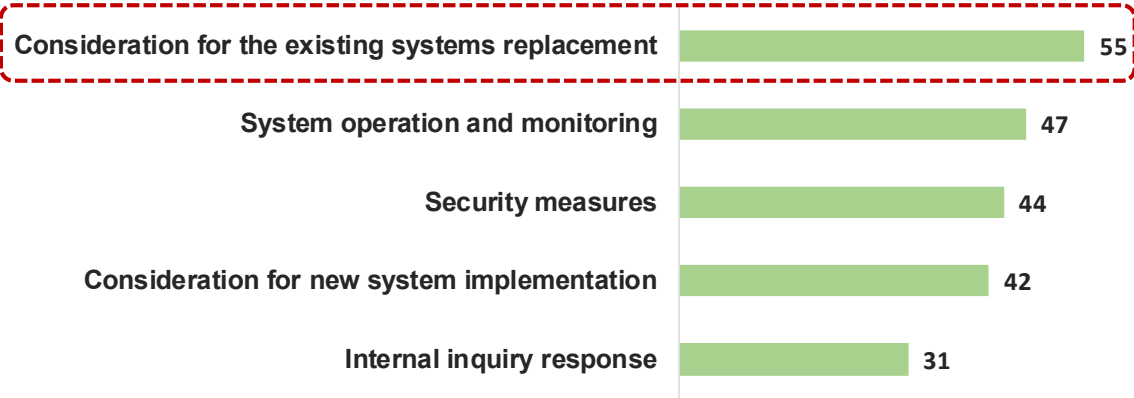 Consideration for the existing systems replacement 55
System operation and monitoring 47
Security measures 44
Consideration for new system implementation 42
Internal inquiry response 31